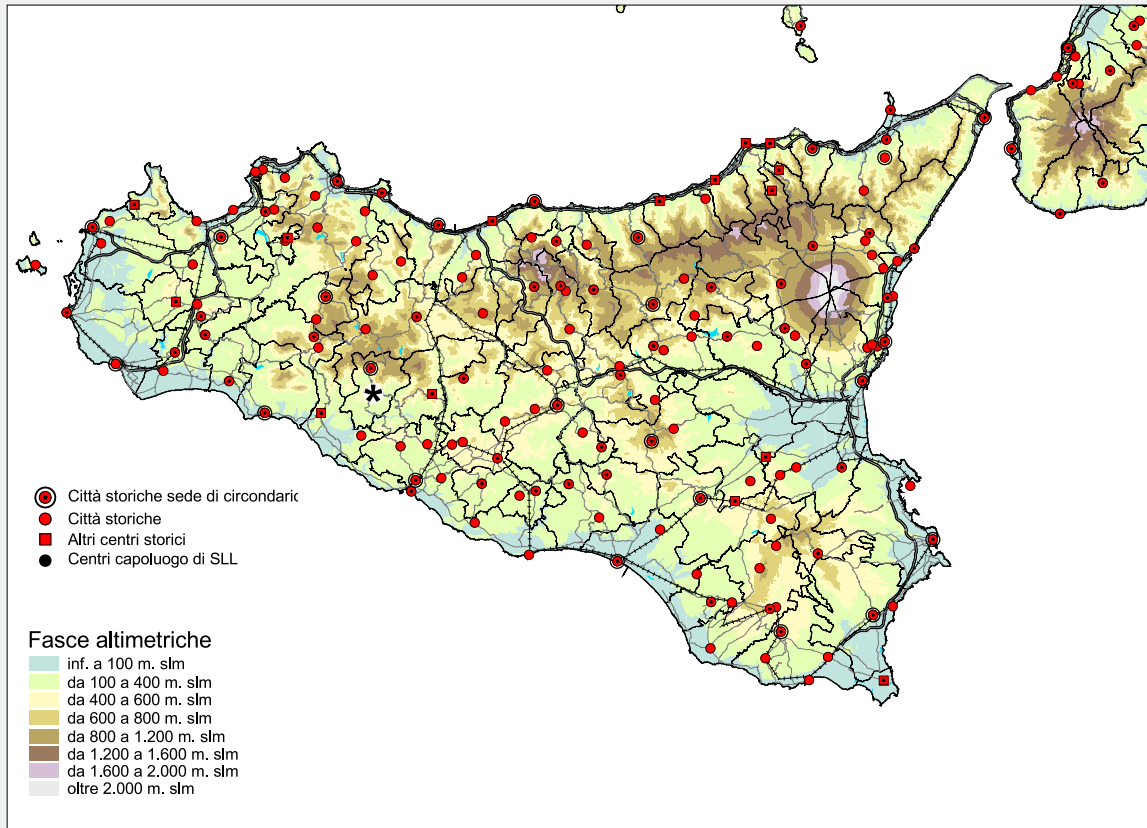 *
Città storiche sede di circondaric
Città storiche
Altri centri storici
Centri capoluogo di SLL
Fasce altimetriche
inf. a 100 m. slm
da 100 a 400 m. slm
da 400 a 600 m. slm
da 600 a 800 m. slm
da 800 a 1.200 m. slm
da 1.200 a 1.600 m. slm
da 1.600 a 2.000 m. slm
oltre 2.000 m. slm